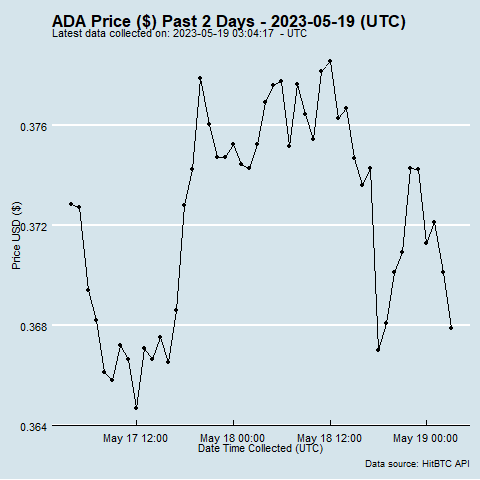 ADA Price ($) Past 2 Days - 2023-05-19 (UTC)
Latest data collected on: 2023-05-19 03:04:17  - UTC
0.376
0.372
0.368
0.364
Price USD ($)
May 17 12:00
May 18 00:00
May 18 12:00
May 19 00:00
Date Time Collected (UTC)
Data source: HitBTC API